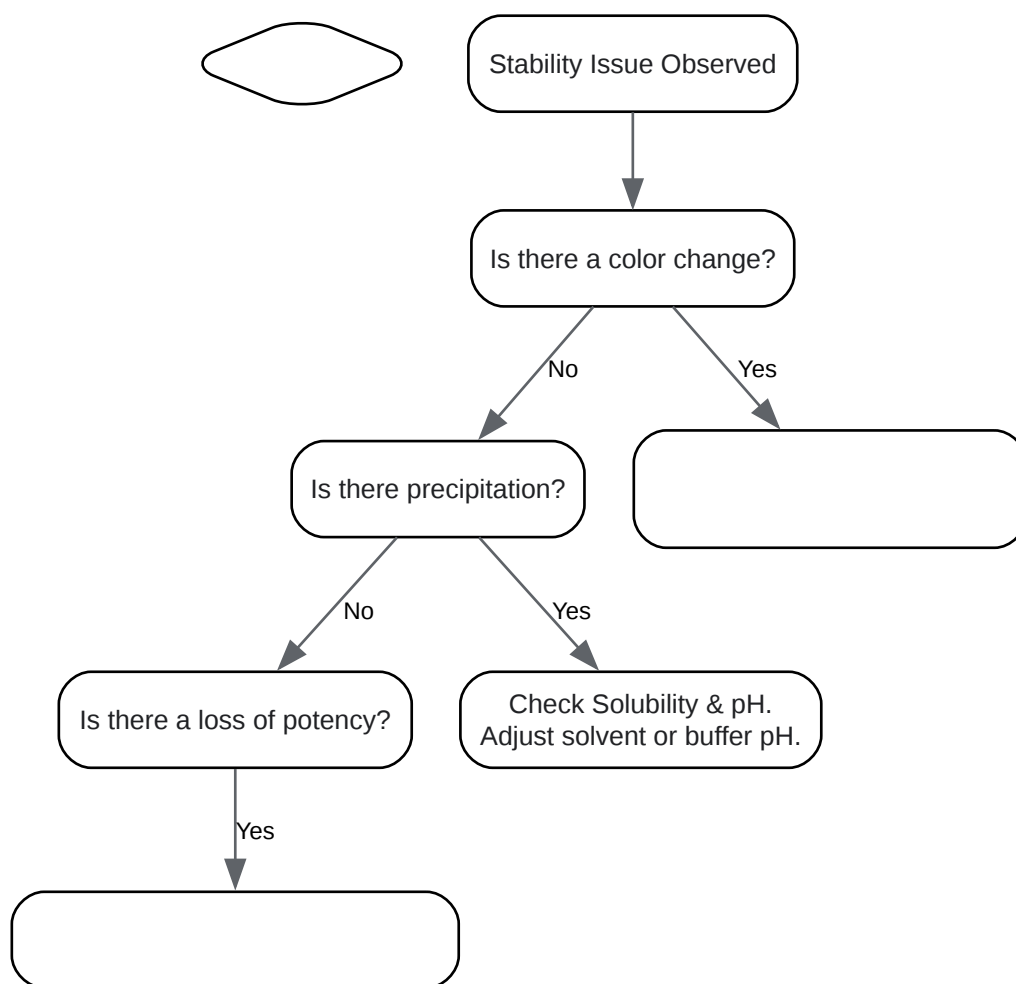 Stability Issue Observed
Is there a color change?
No
Yes
Is there precipitation?
No
Yes
Is there a loss of potency?
Check Solubility & pH.
Adjust solvent or buffer pH.
Yes